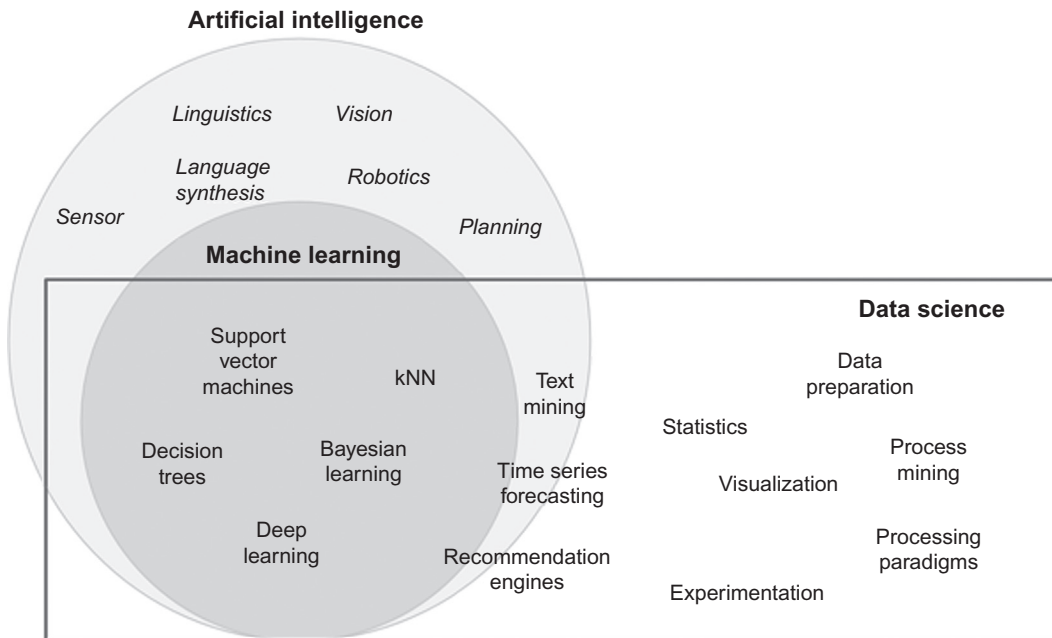 Artificial intelligence
Linguistics
Vision
Language
synthesis
Robotics
Sensor
Planning
Machine learning
Data science
Support
vector
machines
kNN
Text
mining
Data
preparation
Statistics
Decision
trees
Bayesian
learning
Time series
forecasting
Visualization
Process
mining
Deep
learning
Recommendation
engines
Experimentation
Processing
paradigms